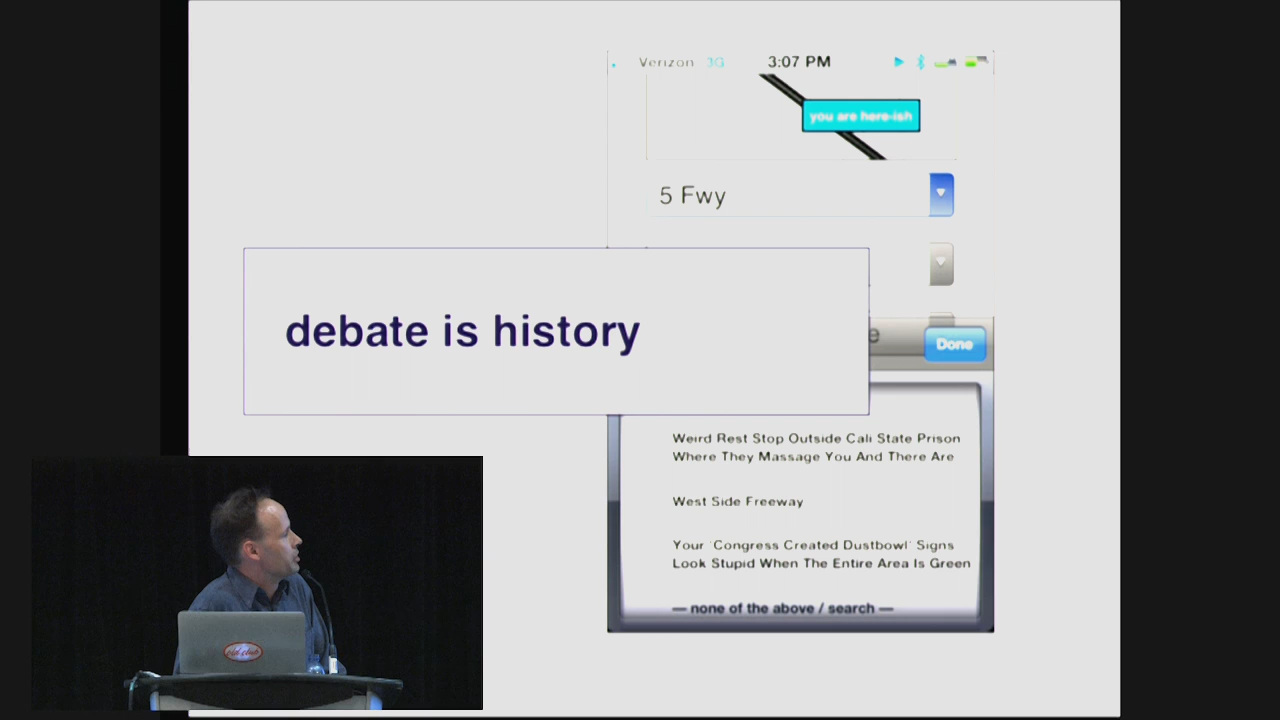 Verizon 3G 3:07 PM
you are here-ish
5 Fwy
debate is history
Done
Weird Rest Stop Outside Cali State Prison
Where They Massage You And There Are
West Side Freeway
Your 'Congress Created Dustbowl' Signs
Look Stupid When The Entire Area Is Green
— none of the above / search —